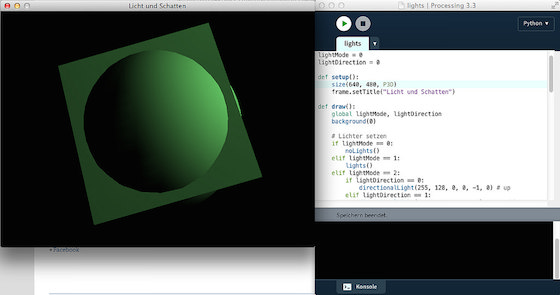 Licht und Schatten
lights | Processing 3.3
Python
lights
lightMode = 0
lightDirection = 0
def setup():
size(640, 480, P3D)
frame.setTitle("Licht und Schatten")
def draw():
global lightMode, lightDirection
background(0)
# Lichter setzen
if lightMode == 0:
noLights()
elif lightMode == 1:
lights()
elif lightMode == 2:
if lightDirection == 0:
directionalLight(255, 128, 0, 0, -1, 0) # up
elif lightDirection == 1:
Speichern beendet.
Facebook
Konsole